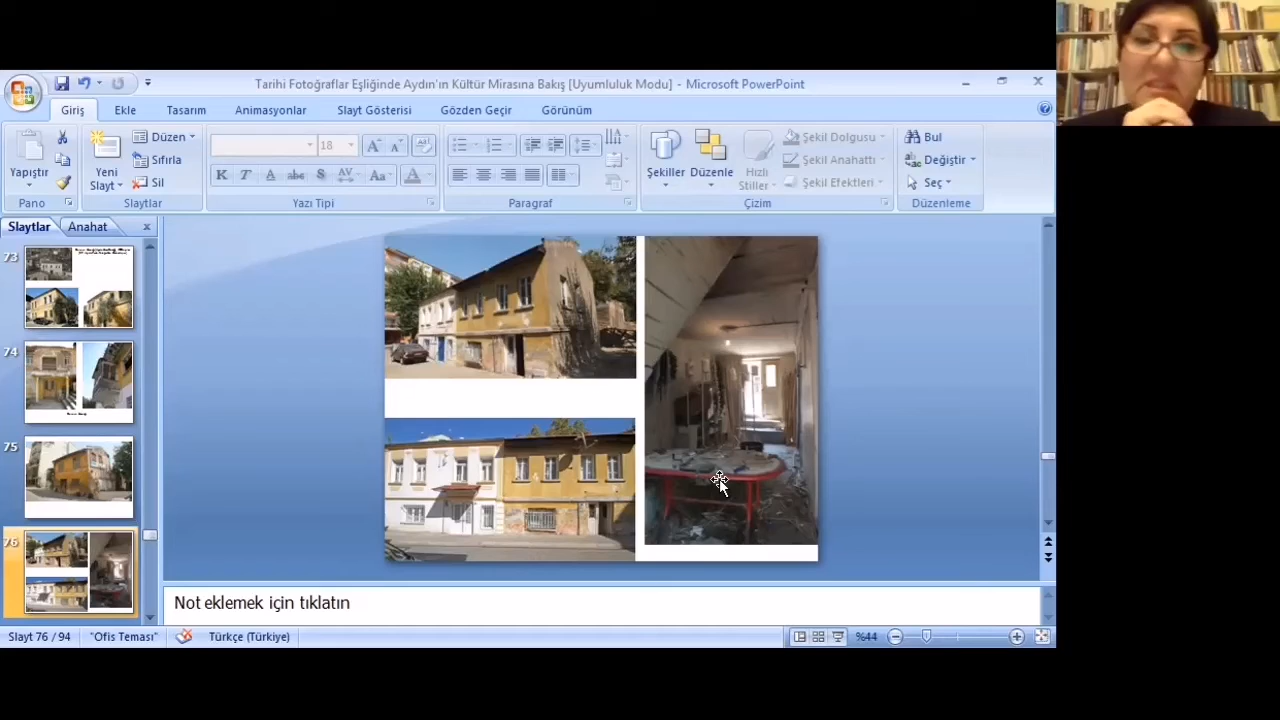 Tarihi Fotoğraflar Eşliğinde Aydın'ın Kültür Mirasına Bakış [Uyumluluk Modu] - Microsoft PowerPoint
Giriş Ekle Tasarım Animasyonlar Slayt Gösterisi Gözden Geçir Görünüm
Yapıştır
Pano
Yeni Slayt
Düzen
Sıfırla
Sil
Slaytlar
18
K T A abc S AV Aa A
Yazı Tipi
Paragraf
Şekiller
Düzenle
Hızlı Stiller
Şekil Dolgusu
Şekil Anahattı
Şekil Efektleri
Çizim
Bul
Değiştir
Seç
Düzenleme
Slaytlar Anahat
73
74
75
76
Not eklemek için tıklatın
Slayt 76 / 94 "Ofis Teması" Türkçe (Türkiye) %44